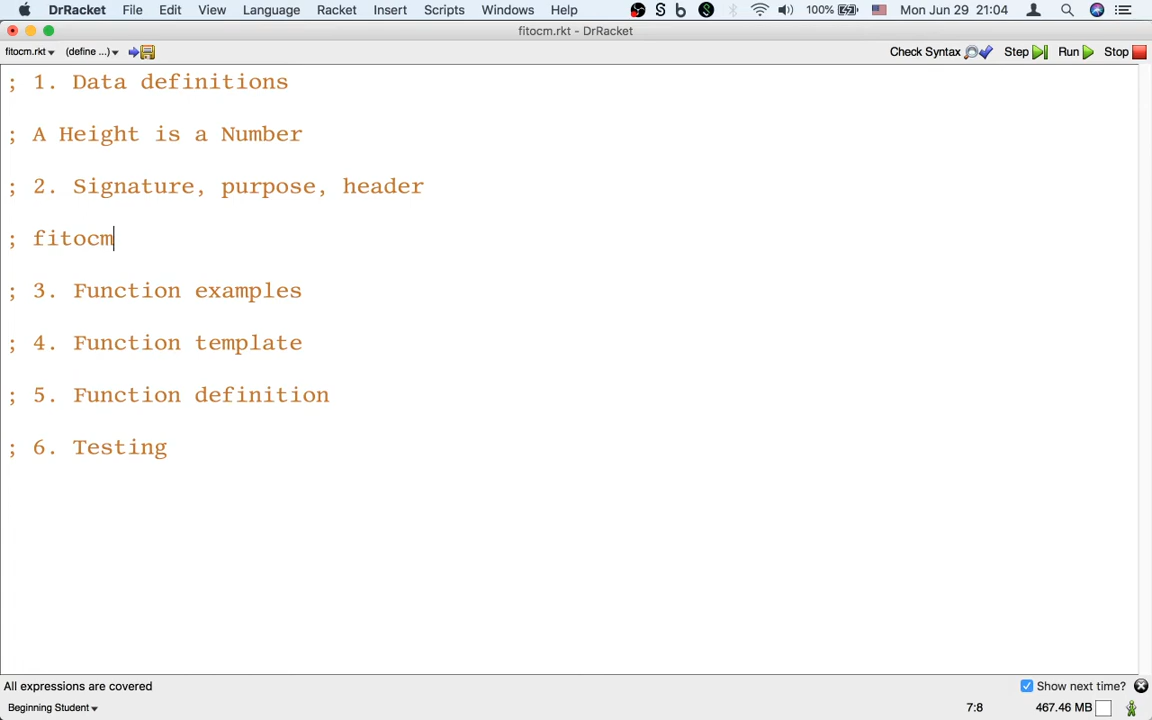 DrRacket File Edit View Language Racket Insert Scripts Windows Help 100% Mon Jun 29 21:04
fitocm.rkt - DrRacket
fitocm.rkt (define ...) Check Syntax Step Run Stop
; 1. Data definitions
; A Height is a Number
; 2. Signature, purpose, header
; fitocm
; 3. Function examples
; 4. Function template
; 5. Function definition
; 6. Testing
All expressions are covered Show next time?
Beginning Student 7:8 467.46 MB